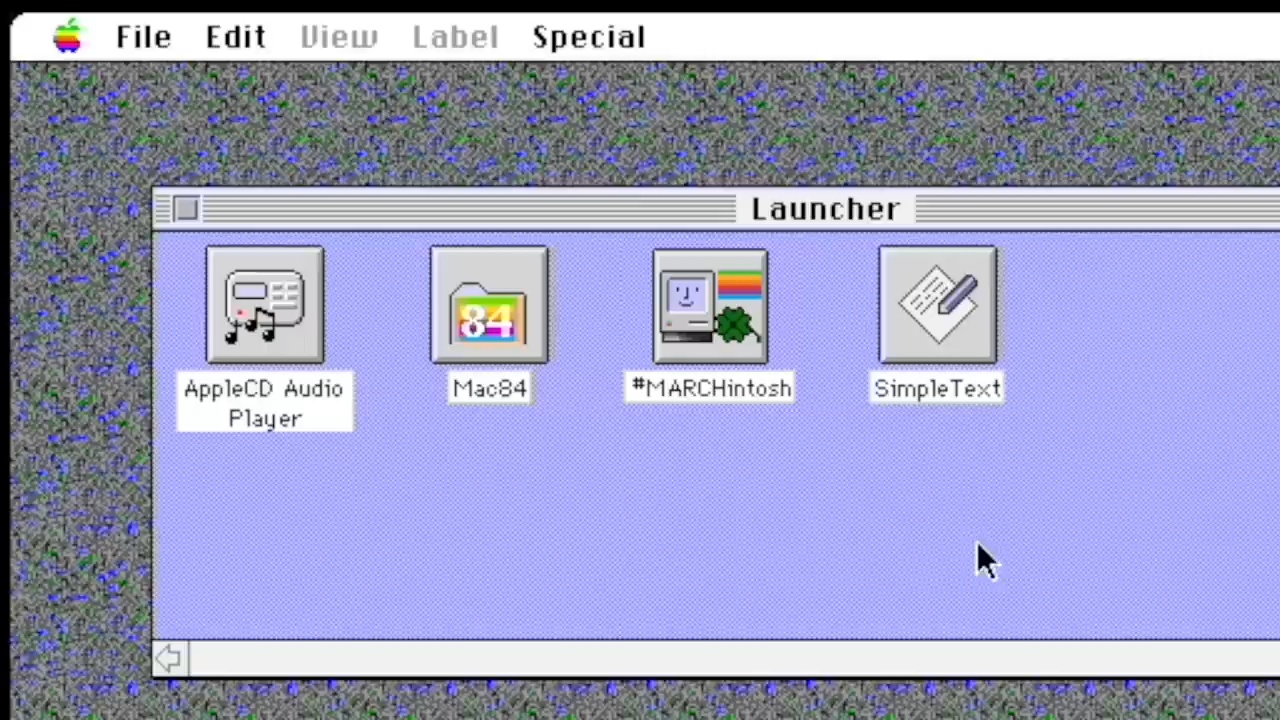 File Edit View Label Special
Launcher
84
AppleCD Audio
Player
Mac84
#MARCHintosh
SimpleText